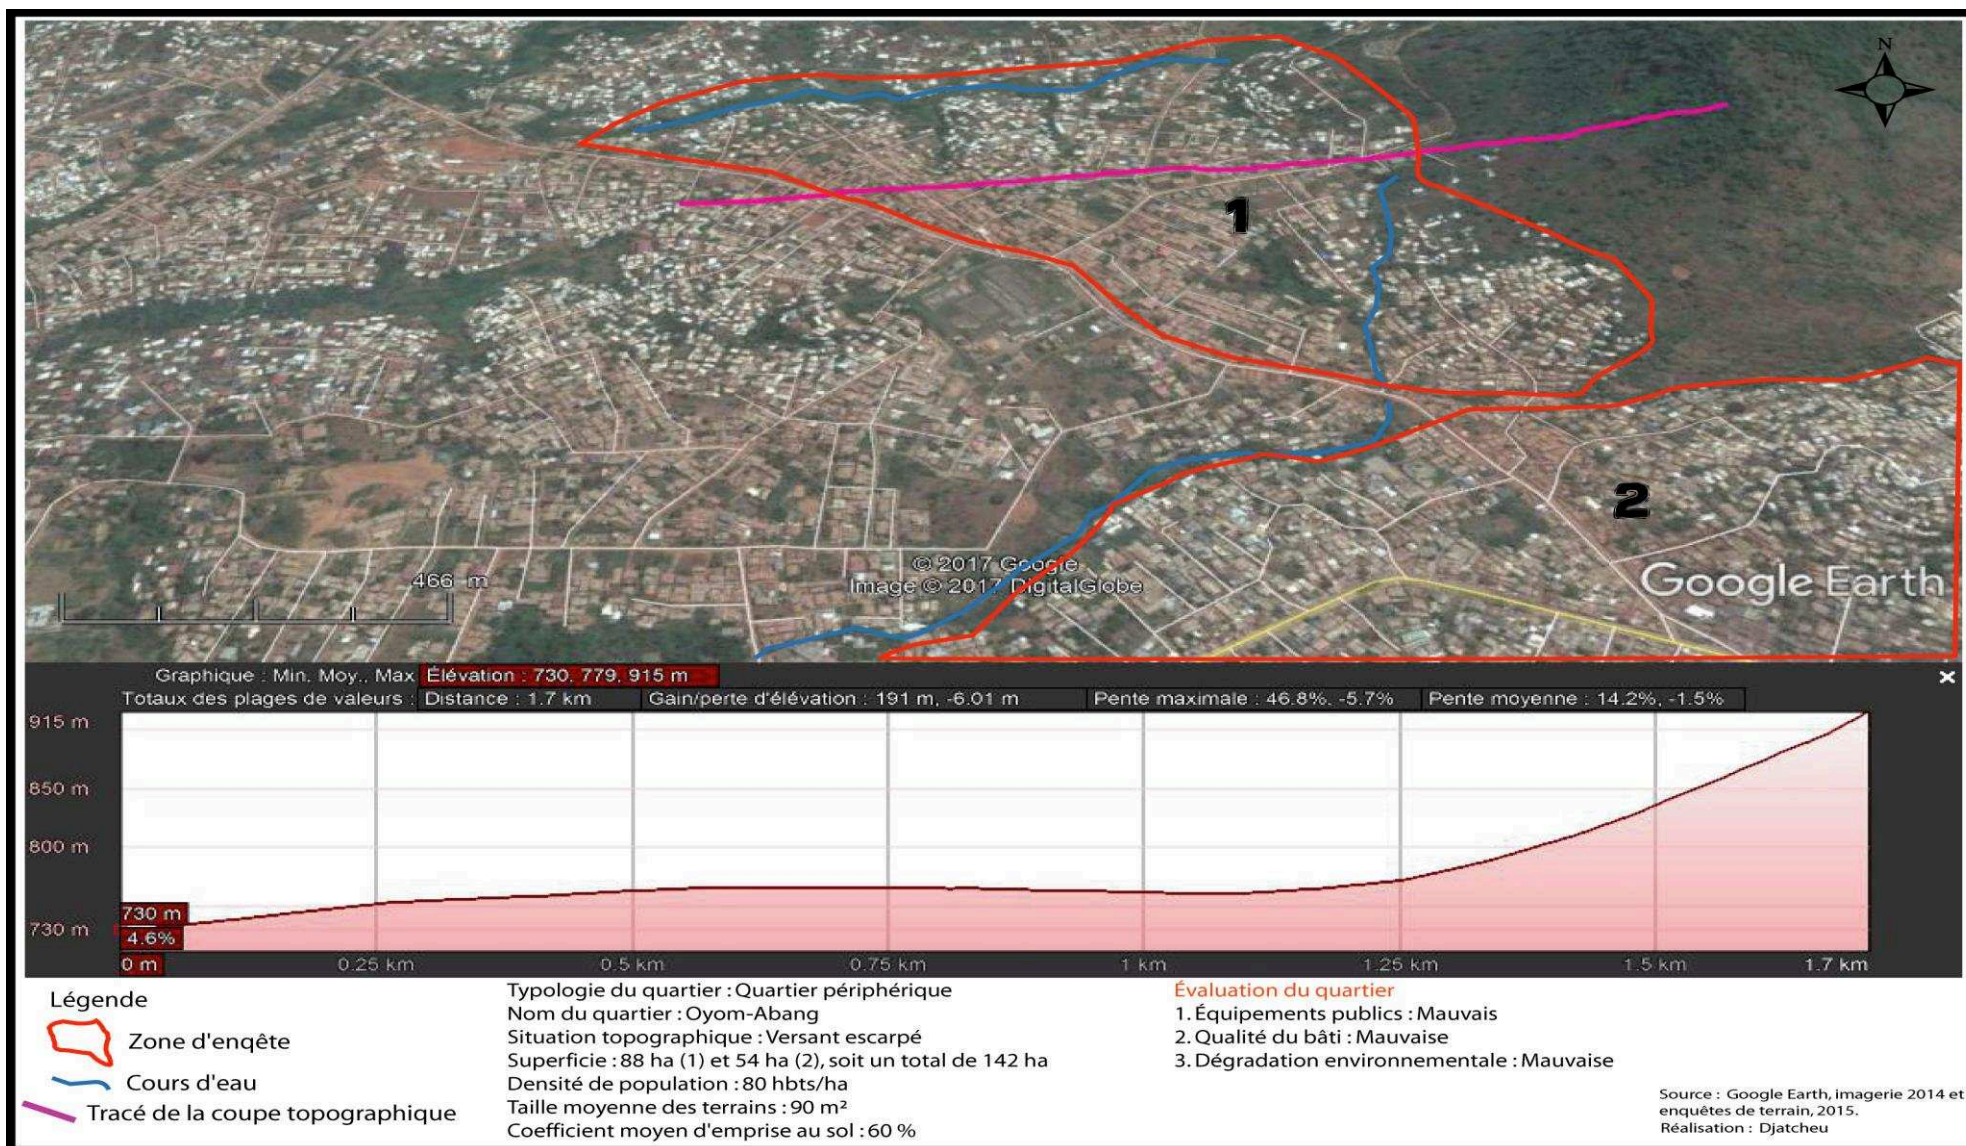 N
1
2
466 m
© 2017 Google
Image © 2017 DigitalGlobe
Google Earth
Graphique : Min, Moy., Max Élévation : 730, 779, 915 m
Totaux des plages de valeurs : Distance : 1.7 km Gain/perte d'élévation : 191 m, -6.01 m Pente maximale : 46.8%, -5.7% Pente moyenne : 14.2%, -1.5%
915 m
850 m
800 m
730 m
730 m
4.6%
0 m 0.25 km 0.5 km 0.75 km 1 km 1.25 km 1.5 km 1.7 km
Légende
Zone d'enqête
Cours d'eau
Tracé de la coupe topographique
Typologie du quartier : Quartier périphérique
Nom du quartier : Oyom-Abang
Situation topographique : Versant escarpé
Superficie : 88 ha (1) et 54 ha (2), soit un total de 142 ha
Densité de population : 80 hbts/ha
Taille moyenne des terrains : 90 m²
Coefficient moyen d'emprise au sol : 60 %
Évaluation du quartier
1. Équipements publics : Mauvais
2. Qualité du bâti : Mauvaise
3. Dégradation environnementale : Mauvaise
Source : Google Earth, imagerie 2014 et
enquêtes de terrain, 2015.
Réalisation : Djatcheu